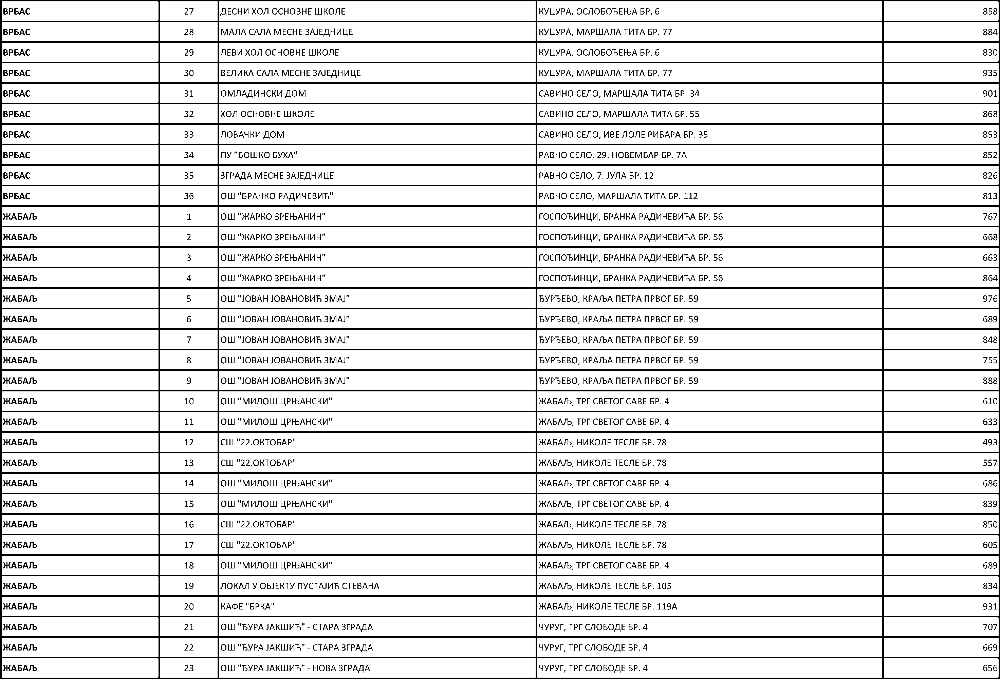 ВРБАС 27 ДЕСНИ ХОЛ ОСНОВНЕ ШКОЛЕ КУЦУРА, ОСЛОБОЂЕЊА БР. 6 858
ВРБАС 28 МАЛА САЛА МЕСНЕ ЗАЈЕДНИЦЕ КУЦУРА, МАРШАЛА ТИТА БР. 77 884
ВРБАС 29 ЛЕВИ ХОЛ ОСНОВНЕ ШКОЛЕ КУЦУРА, ОСЛОБОЂЕЊА БР. 6 830
ВРБАС 30 ВЕЛИКА САЛА МЕСНЕ ЗАЈЕДНИЦЕ КУЦУРА, МАРШАЛА ТИТА БР. 77 935
ВРБАС 31 ОМЛАДИНСКИ ДОМ САВИНО СЕЛО, МАРШАЛА ТИТА БР. 34 901
ВРБАС 32 ХОЛ ОСНОВНЕ ШКОЛЕ САВИНО СЕЛО, МАРШАЛА ТИТА БР. 55 868
ВРБАС 33 ЛОВАЧКИ ДОМ САВИНО СЕЛО, ИВЕ ЛОЛЕ РИБАРА БР. 35 853
ВРБАС 34 ПУ "БОШКО БУХА" РАВНО СЕЛО, 29. НОВЕМБАР БР. 7А 852
ВРБАС 35 ЗГРАДА МЕСНЕ ЗАЈЕДНИЦЕ РАВНО СЕЛО, 7. ЈУЛА БР. 12 826
ВРБАС 36 ОШ "БРАНКО РАДИЧЕВИЋ" РАВНО СЕЛО, МАРШАЛА ТИТА БР. 112 813
ЖАБАЉ 1 ОШ "ЖАРКО ЗРЕЊАНИН" ГОСПОЂИНЦИ, БРАНКА РАДИЧЕВИЋА БР. 56 767
ЖАБАЉ 2 ОШ "ЖАРКО ЗРЕЊАНИН" ГОСПОЂИНЦИ, БРАНКА РАДИЧЕВИЋА БР. 56 668
ЖАБАЉ 3 ОШ "ЖАРКО ЗРЕЊАНИН" ГОСПОЂИНЦИ, БРАНКА РАДИЧЕВИЋА БР. 56 663
ЖАБАЉ 4 ОШ "ЖАРКО ЗРЕЊАНИН" ГОСПОЂИНЦИ, БРАНКА РАДИЧЕВИЋА БР. 56 864
ЖАБАЉ 5 ОШ "ЈОВАН ЈОВАНОВИЋ ЗМАЈ" ЂУРЂЕВО, КРАЉА ПЕТРА ПРВОГ БР. 59 976
ЖАБАЉ 6 ОШ "ЈОВАН ЈОВАНОВИЋ ЗМАЈ" ЂУРЂЕВО, КРАЉА ПЕТРА ПРВОГ БР. 59 689
ЖАБАЉ 7 ОШ "ЈОВАН ЈОВАНОВИЋ ЗМАЈ" ЂУРЂЕВО, КРАЉА ПЕТРА ПРВОГ БР. 59 848
ЖАБАЉ 8 ОШ "ЈОВАН ЈОВАНОВИЋ ЗМАЈ" ЂУРЂЕВО, КРАЉА ПЕТРА ПРВОГ БР. 59 755
ЖАБАЉ 9 ОШ "ЈОВАН ЈОВАНОВИЋ ЗМАЈ" ЂУРЂЕВО, КРАЉА ПЕТРА ПРВОГ БР. 59 888
ЖАБАЉ 10 ОШ "МИЛОШ ЦРЊАНСКИ" ЖАБАЉ, ТРГ СВЕТОГ САВЕ БР. 4 610
ЖАБАЉ 11 ОШ "МИЛОШ ЦРЊАНСКИ" ЖАБАЉ, ТРГ СВЕТОГ САВЕ БР. 4 633
ЖАБАЉ 12 СШ "22.ОКТОБАР" ЖАБАЉ, НИКОЛЕ ТЕСЛЕ БР. 78 493
ЖАБАЉ 13 СШ "22.ОКТОБАР" ЖАБАЉ, НИКОЛЕ ТЕСЛЕ БР. 78 557
ЖАБАЉ 14 ОШ "МИЛОШ ЦРЊАНСКИ" ЖАБАЉ, ТРГ СВЕТОГ САВЕ БР. 4 686
ЖАБАЉ 15 ОШ "МИЛОШ ЦРЊАНСКИ" ЖАБАЉ, ТРГ СВЕТОГ САВЕ БР. 4 839
ЖАБАЉ 16 СШ "22.ОКТОБАР" ЖАБАЉ, НИКОЛЕ ТЕСЛЕ БР. 78 850
ЖАБАЉ 17 СШ "22.ОКТОБАР" ЖАБАЉ, НИКОЛЕ ТЕСЛЕ БР. 78 605
ЖАБАЉ 18 ОШ "МИЛОШ ЦРЊАНСКИ" ЖАБАЉ, ТРГ СВЕТОГ САВЕ БР. 4 689
ЖАБАЉ 19 ЛОКАЛ У ОБЈЕКТУ ПУСТАЈИЋ СТЕВАНА ЖАБАЉ, НИКОЛЕ ТЕСЛЕ БР. 105 834
ЖАБАЉ 20 КАФЕ "БРКА" ЖАБАЉ, НИКОЛЕ ТЕСЛЕ БР. 119А 931
ЖАБАЉ 21 ОШ "ЂУРА ЈАКШИЋ" - СТАРА ЗГРАДА ЧУРУГ, ТРГ СЛОБОДЕ БР. 4 707
ЖАБАЉ 22 ОШ "ЂУРА ЈАКШИЋ" - СТАРА ЗГРАДА ЧУРУГ, ТРГ СЛОБОДЕ БР. 4 669
ЖАБАЉ 23 ОШ "ЂУРА ЈАКШИЋ" - НОВА ЗГРАДА ЧУРУГ, ТРГ СЛОБОДЕ БР. 4 656